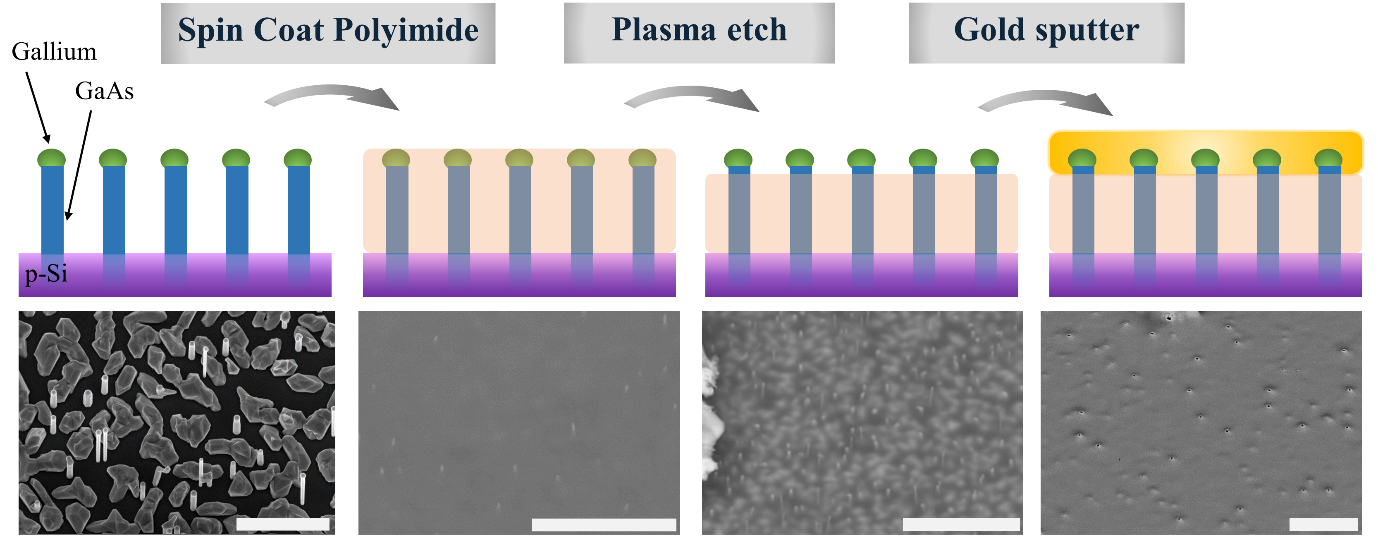 Spin Coat Polyimide
Plasma etch
Gold sputter
Gallium
GaAs
p-Si